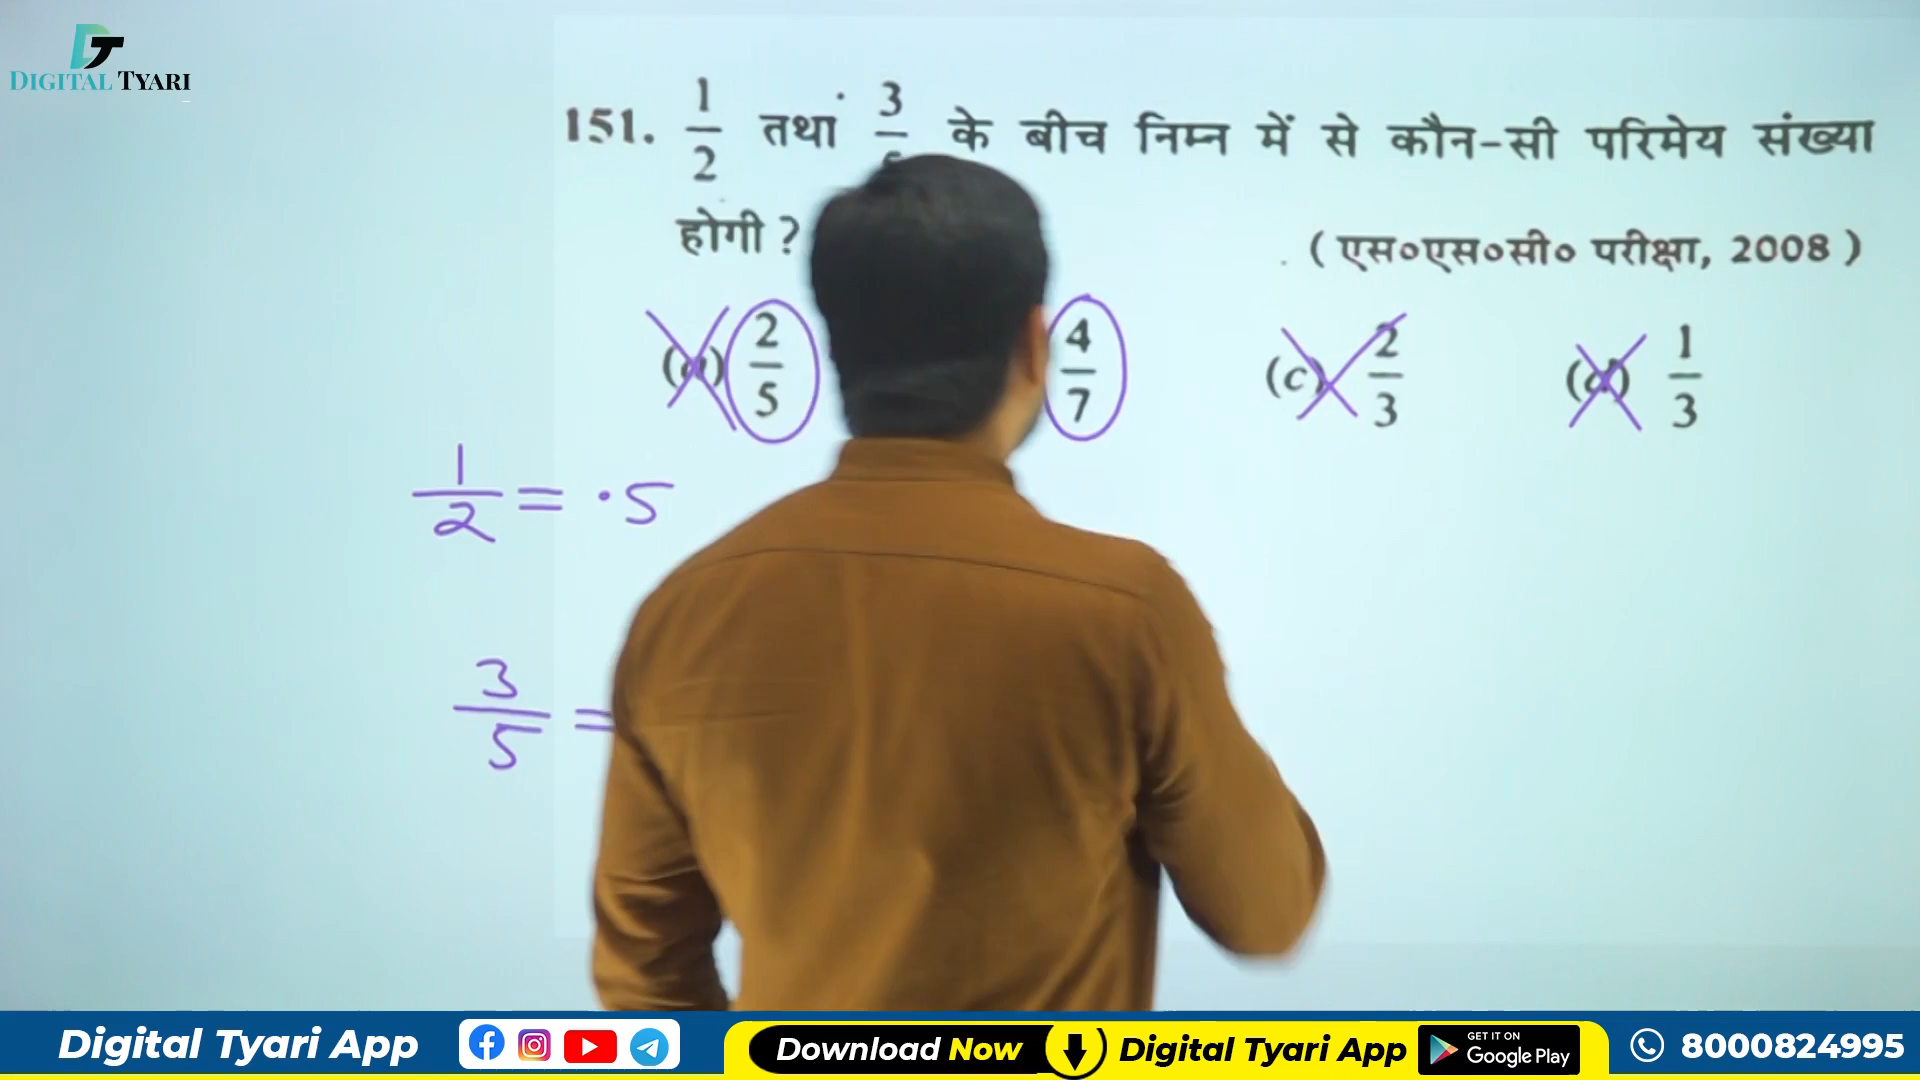 DIGITAL TYARI
151. 1/2 तथा 3/ के बीच निम्न में से कौन-सी परिमेय संख्या
होगी ?
( एस०एस०सी० परीक्षा, 2008 )
(a) 2/5 4/7 (c) 2/3 (d) 1/3
1/2 = .5
3/5 =
Digital Tyari App
Download Now
Digital Tyari App
GET IT ON
Google Play
8000824995